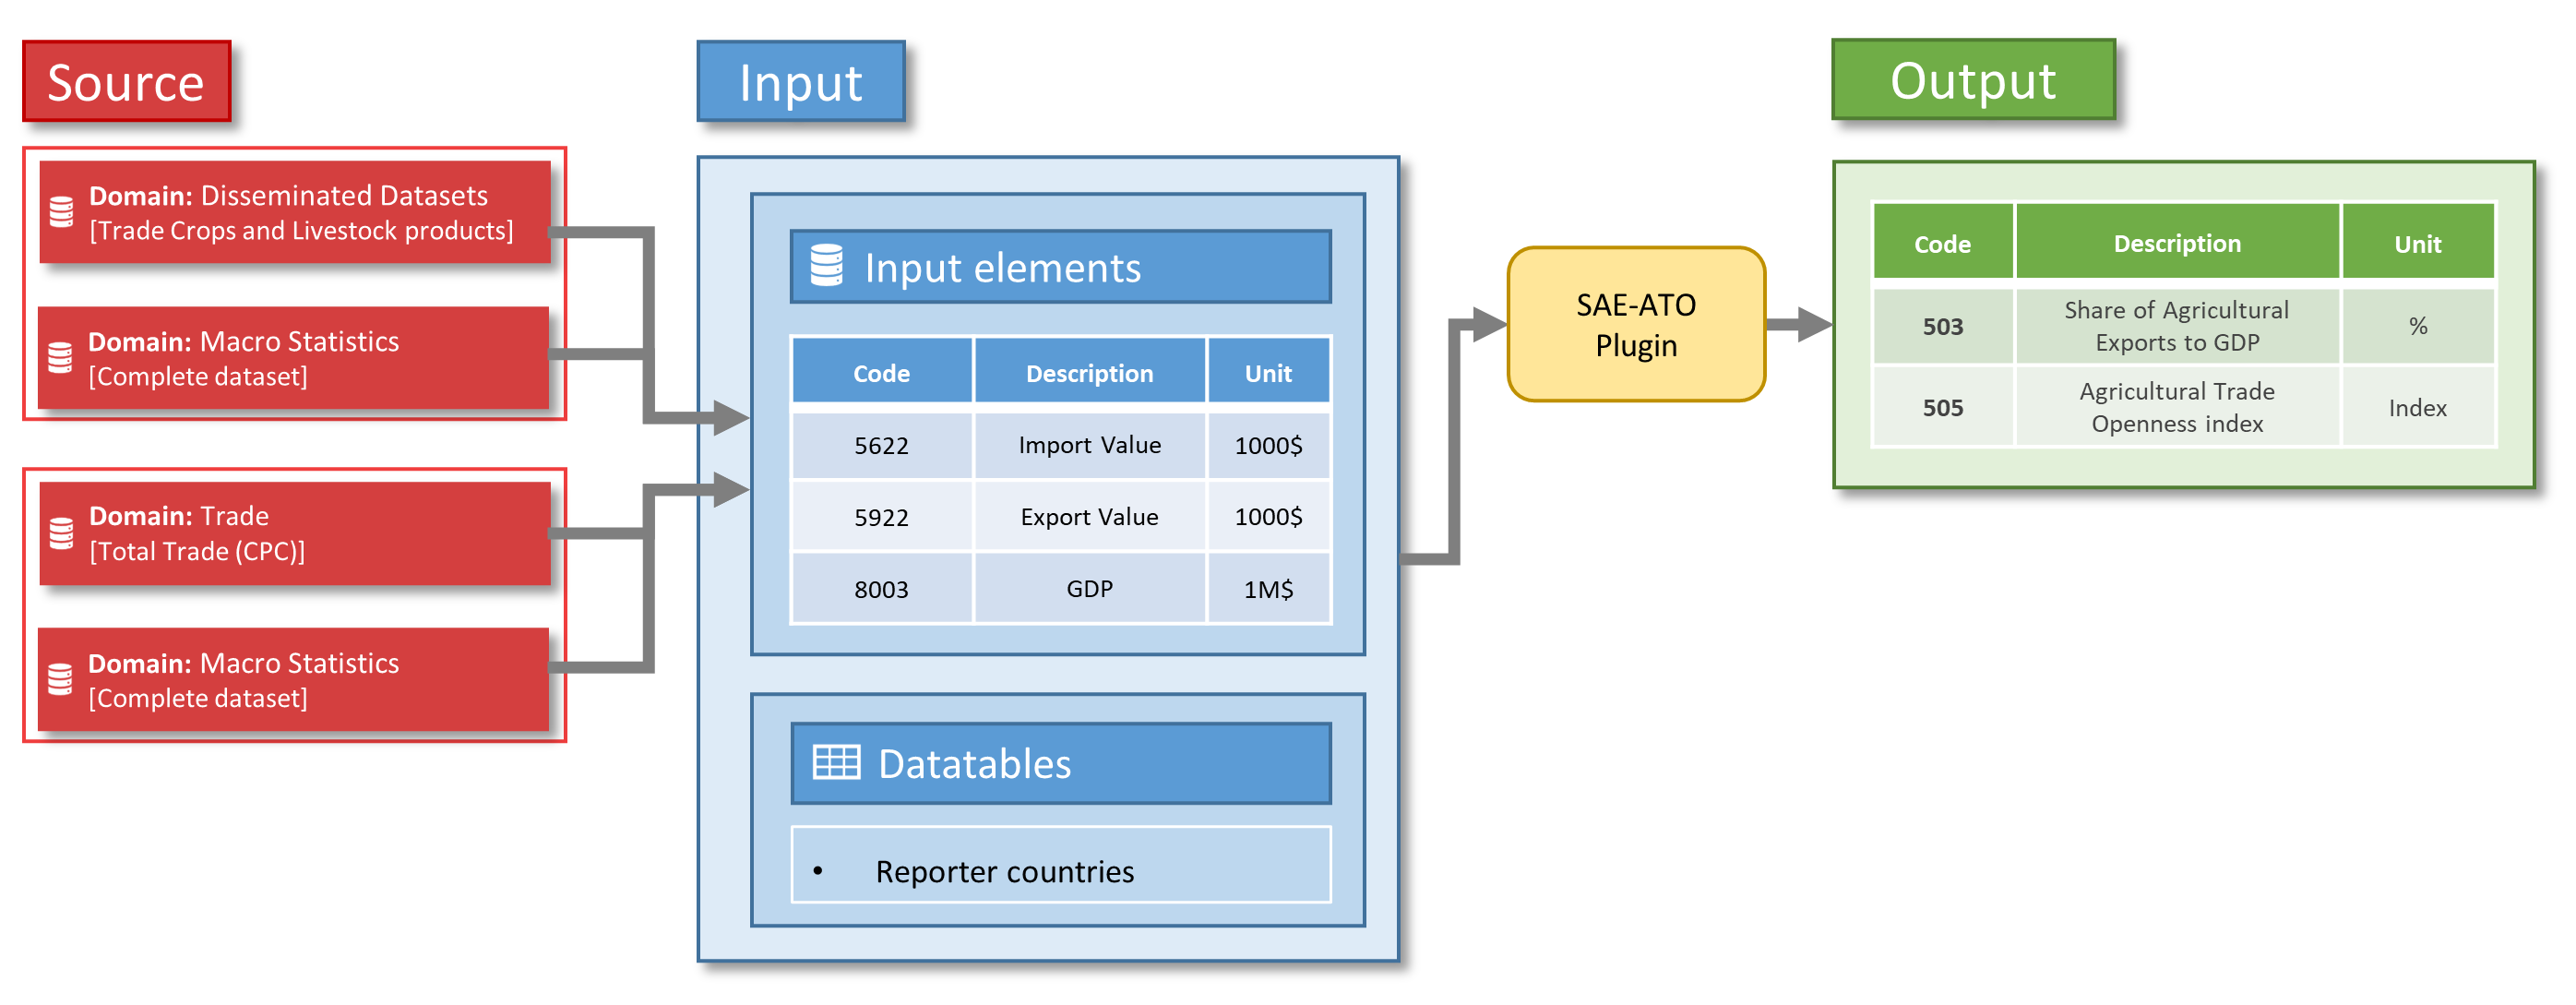 Source
Domain: Disseminated Datasets
[Trade Crops and Livestock products]
Domain: Macro Statistics
[Complete dataset]
Domain: Trade
[Total Trade (CPC)]
Domain: Macro Statistics
[Complete dataset]
Input
Input elements
Code Description Unit
5622 Import Value 1000$
5922 Export Value 1000$
8003 GDP 1M$
Datatables
• Reporter countries
SAE-ATO
Plugin
Output
Code Description Unit
503 Share of Agricultural Exports to GDP %
505 Agricultural Trade Openness index Index